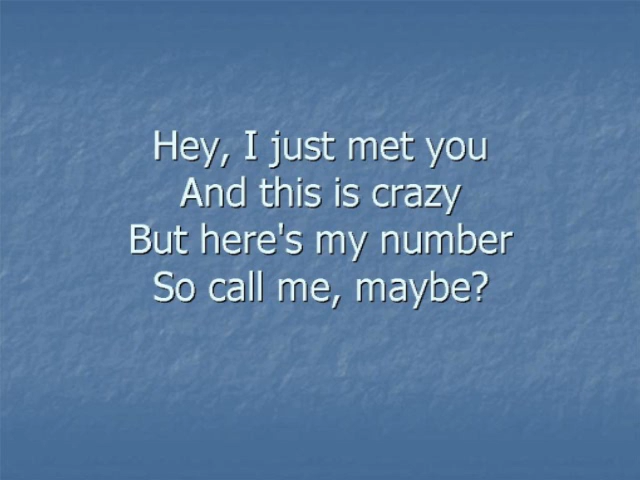 Hey, I just met you
And this is crazy
But here's my number
So call me, maybe?